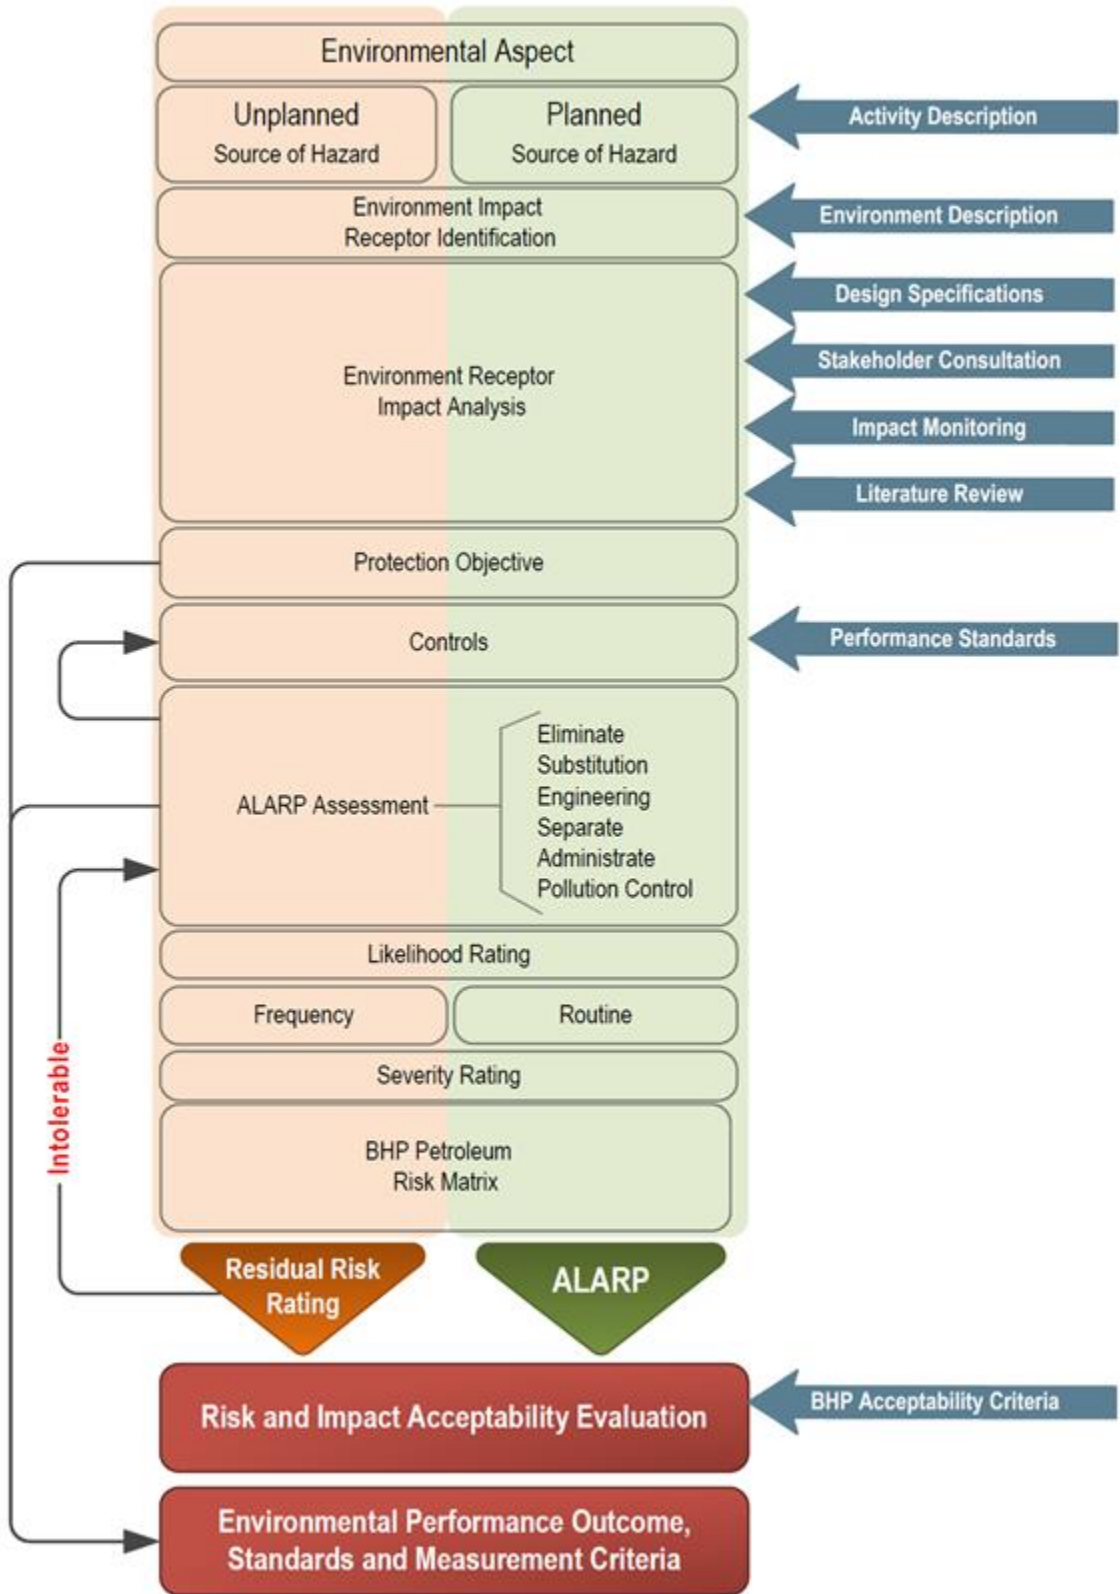 Environmental Aspect
Unplanned
Source of Hazard
Planned
Source of Hazard
Activity Description
Environment Impact
Receptor Identification
Environment Description
Design Specifications
Stakeholder Consultation
Environment Receptor
Impact Analysis
Impact Monitoring
Literature Review
Protection Objective
Controls
Performance Standards
ALARP Assessment
Eliminate
Substitution
Engineering
Separate
Administrate
Pollution Control
Likelihood Rating
Frequency
Routine
Severity Rating
Intolerable
BHP Petroleum
Risk Matrix
Residual Risk
Rating
ALARP
Risk and Impact Acceptability Evaluation
BHP Acceptability Criteria
Environmental Performance Outcome,
Standards and Measurement Criteria